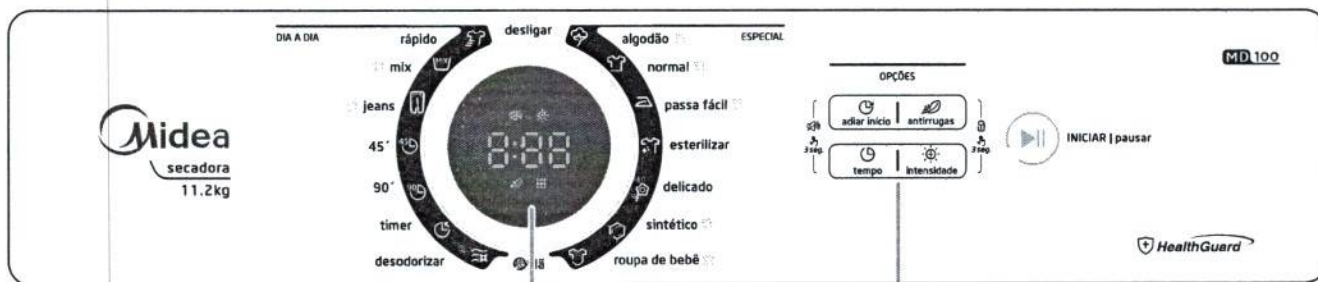 DIA A DIA
rápido
desligar
algodão
ESPECIAL
mix
normal
jeans
passa fácil
45´
esterilizar
90´
delicado
timer
sintético
desodorizar
lã
roupa de bebê
Midea
secadora
11.2kg
8:88
OPÇÕES
adiar início
antirrugas
3 seg.
3 seg.
tempo
intensidade
INICIAR | pausar
MD 100
HealthGuard